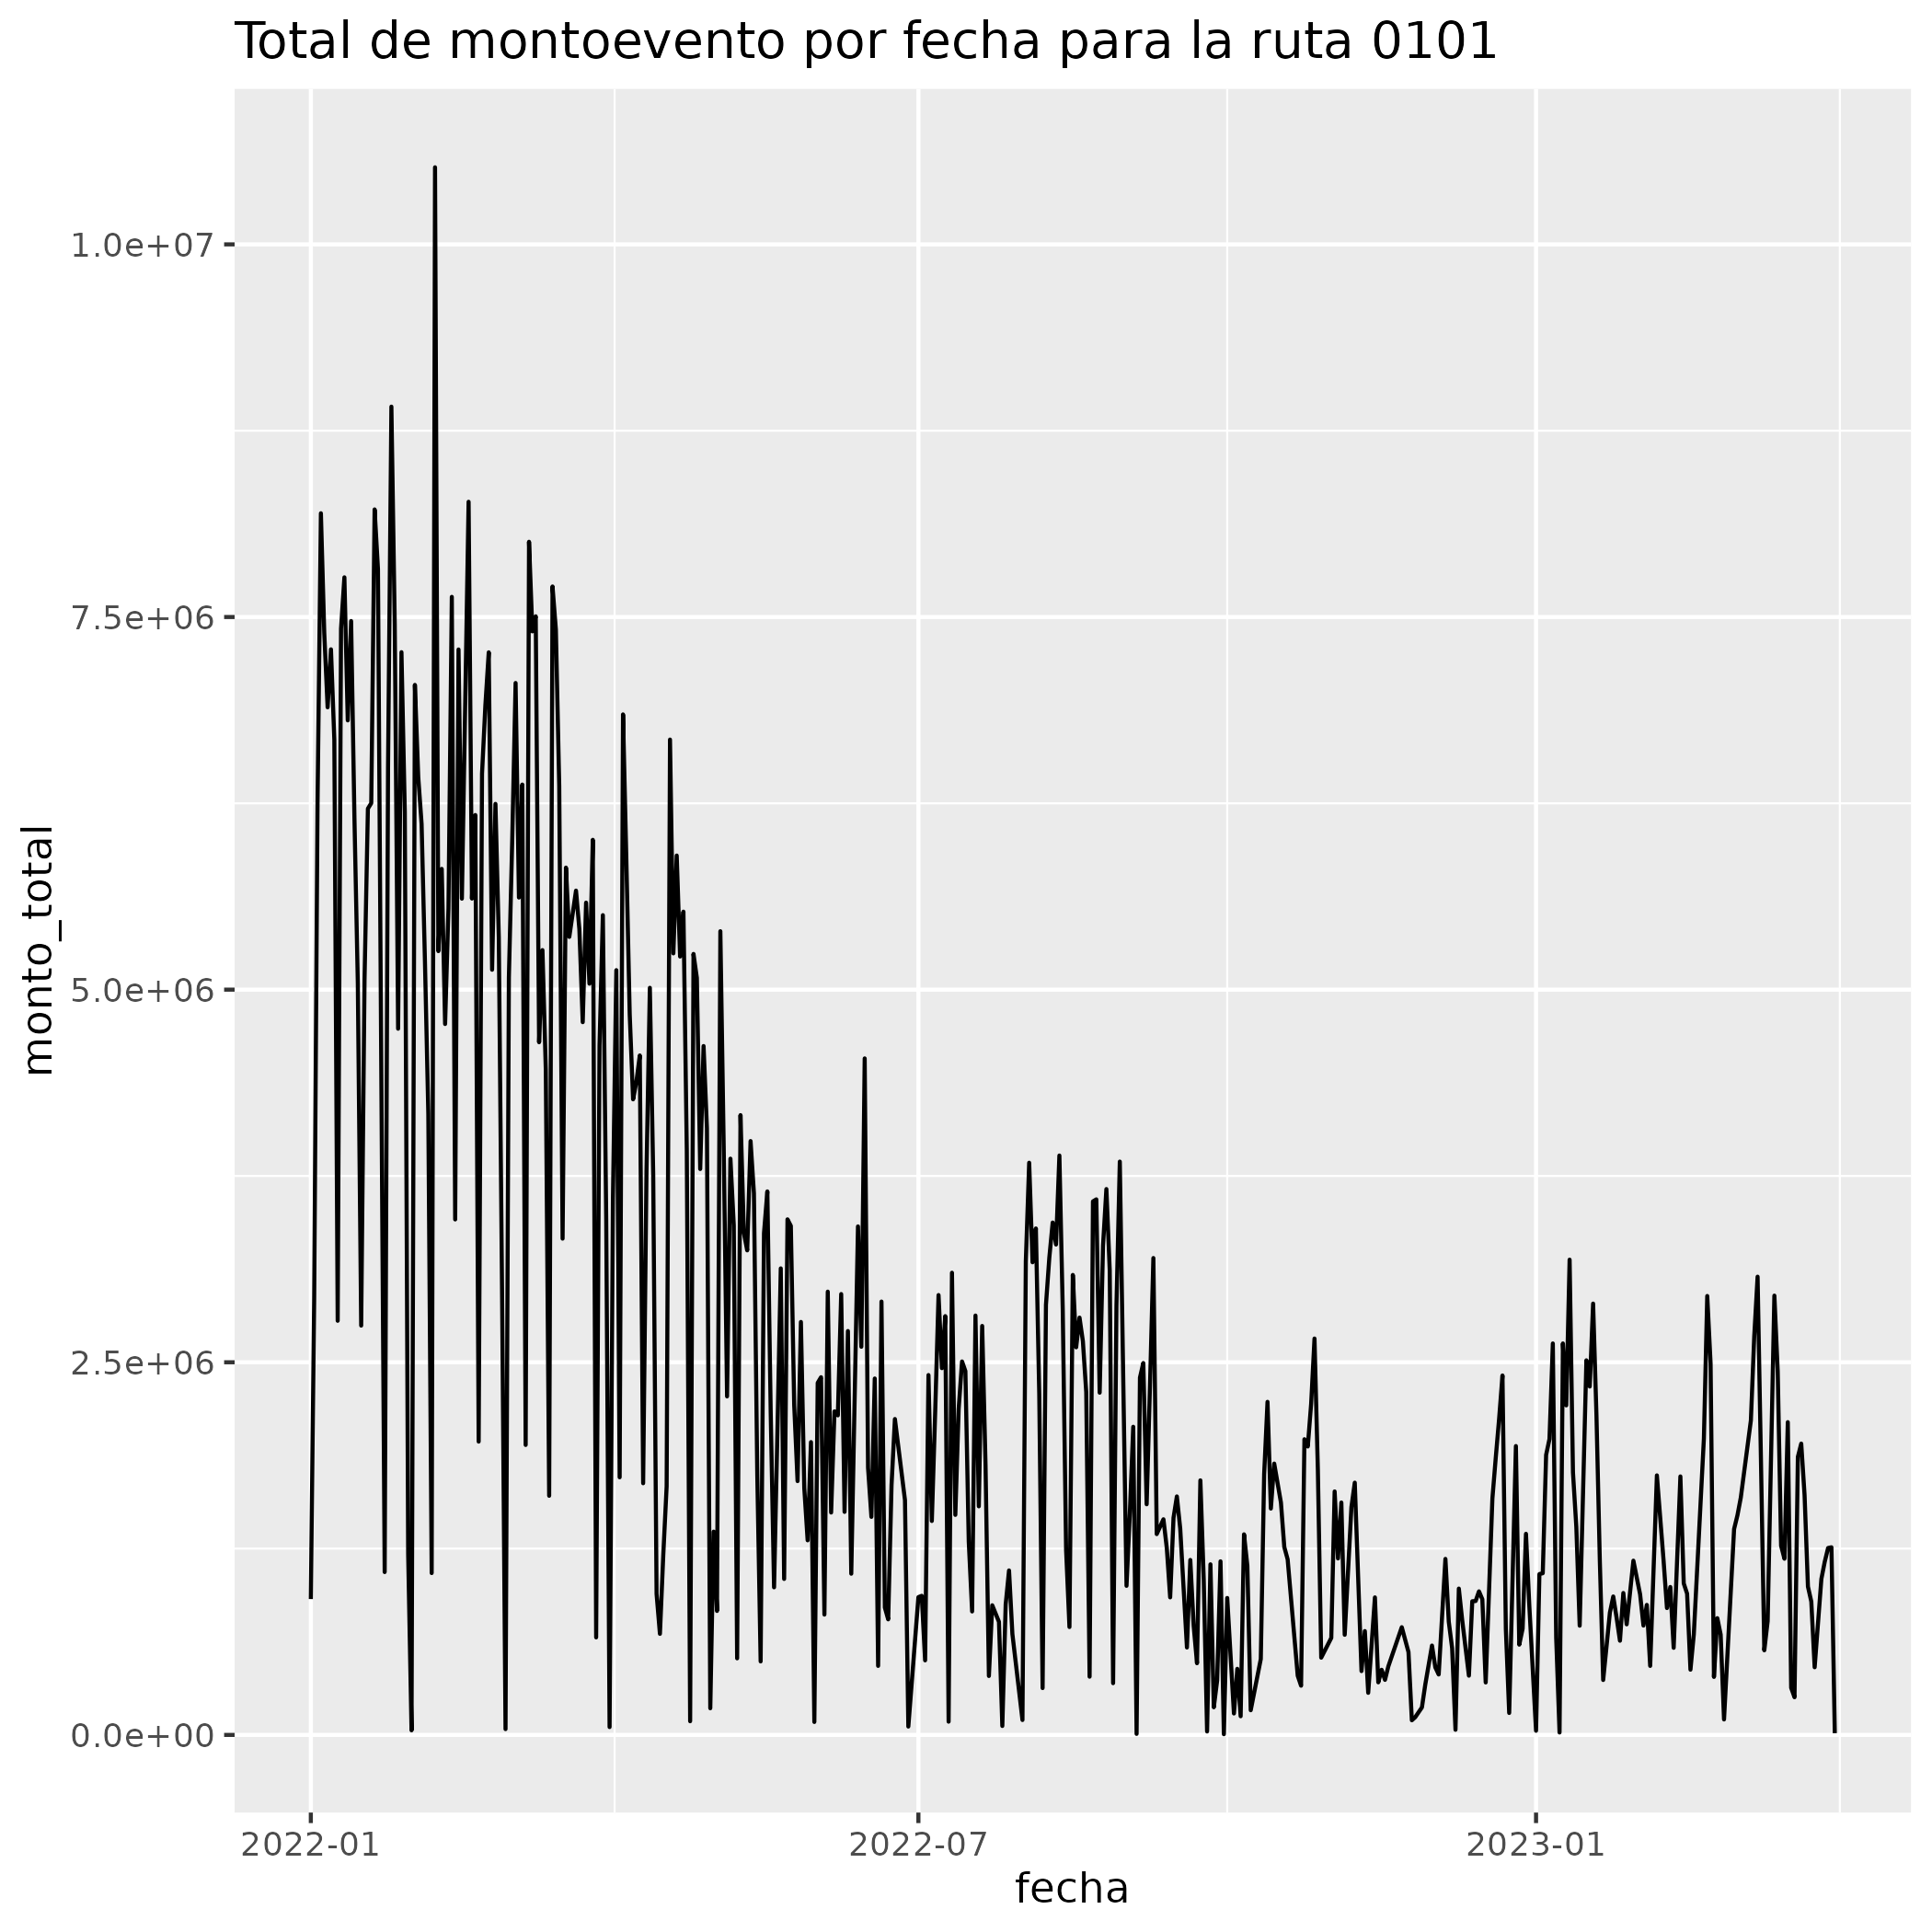 Total de montoevento por fecha para la ruta 0101
monto_total
1.0e+07
7.5e+06
5.0e+06
2.5e+06
0.0e+00
2022-01
2022-07
2023-01
fecha